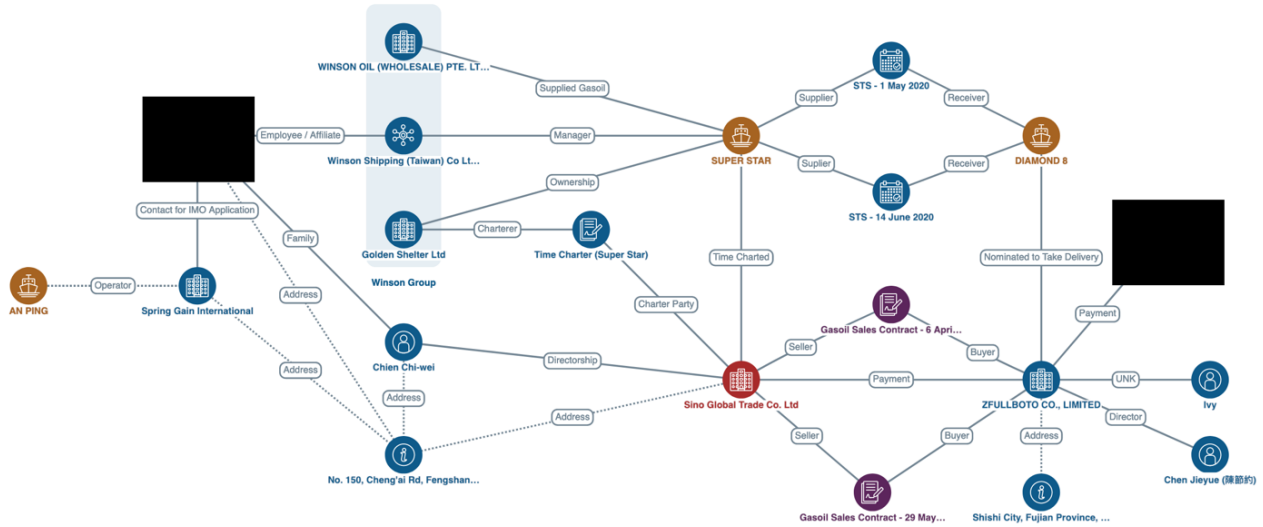 WINSON OIL (WHOLESALE) PTE. LT...
Supplied Gasoil
STS - 1 May 2020
Supplier
Receiver
Employee / Affiliate
Winson Shipping (Taiwan) Co Lt...
Manager
SUPER STAR
DIAMOND 8
Suplier
Receiver
Ownership
STS - 14 June 2020
Contact for IMO Application
Family
Golden Shelter Ltd
Charterer
Time Charter (Super Star)
Time Charted
Nominated to Take Delivery
Winson Group
AN PING
Operator
Spring Gain International
Address
Charter Party
Gasoil Sales Contract - 6 Apri...
Payment
Seller
Buyer
Chien Chi-wei
Directorship
Address
Address
Sino Global Trade Co. Ltd
Payment
ZFULLBOTO CO., LIMITED
UNK
Ivy
Address
Seller
Buyer
Address
Director
No. 150, Cheng'ai Rd, Fengshan...
Gasoil Sales Contract - 29 May...
Shishi City, Fujian Province, ...
Chen Jieyue (陳節約)